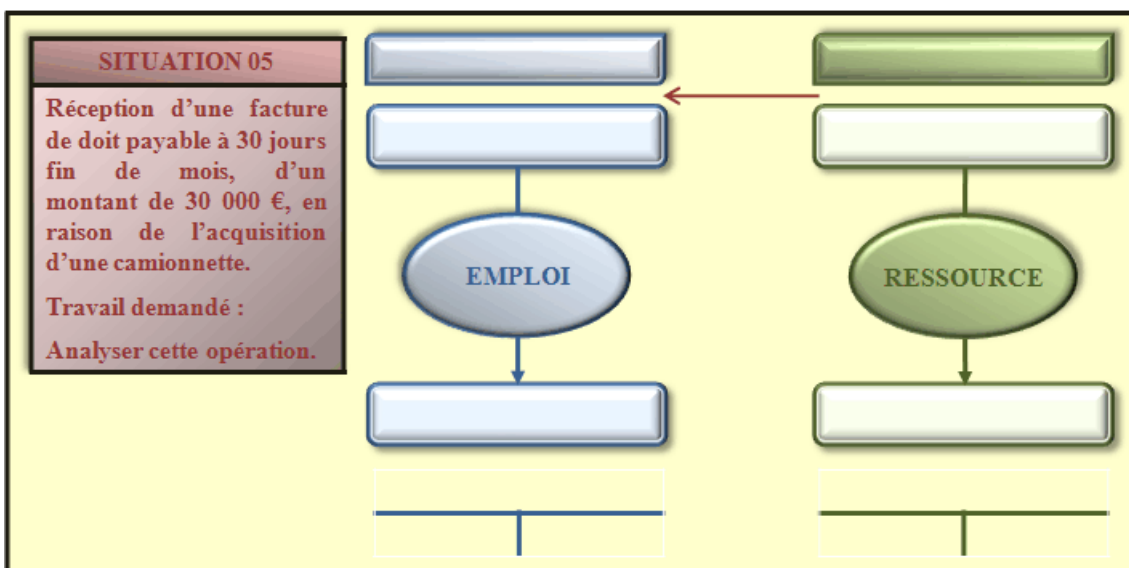 SITUATION 05
Réception d’une facture
de doit payable à 30 jours
fin de mois, d’un
montant de 30 000 €, en
raison de l’acquisition
d’une camionnette.
Travail demandé :
Analyser cette opération.
EMPLOI
RESSOURCE